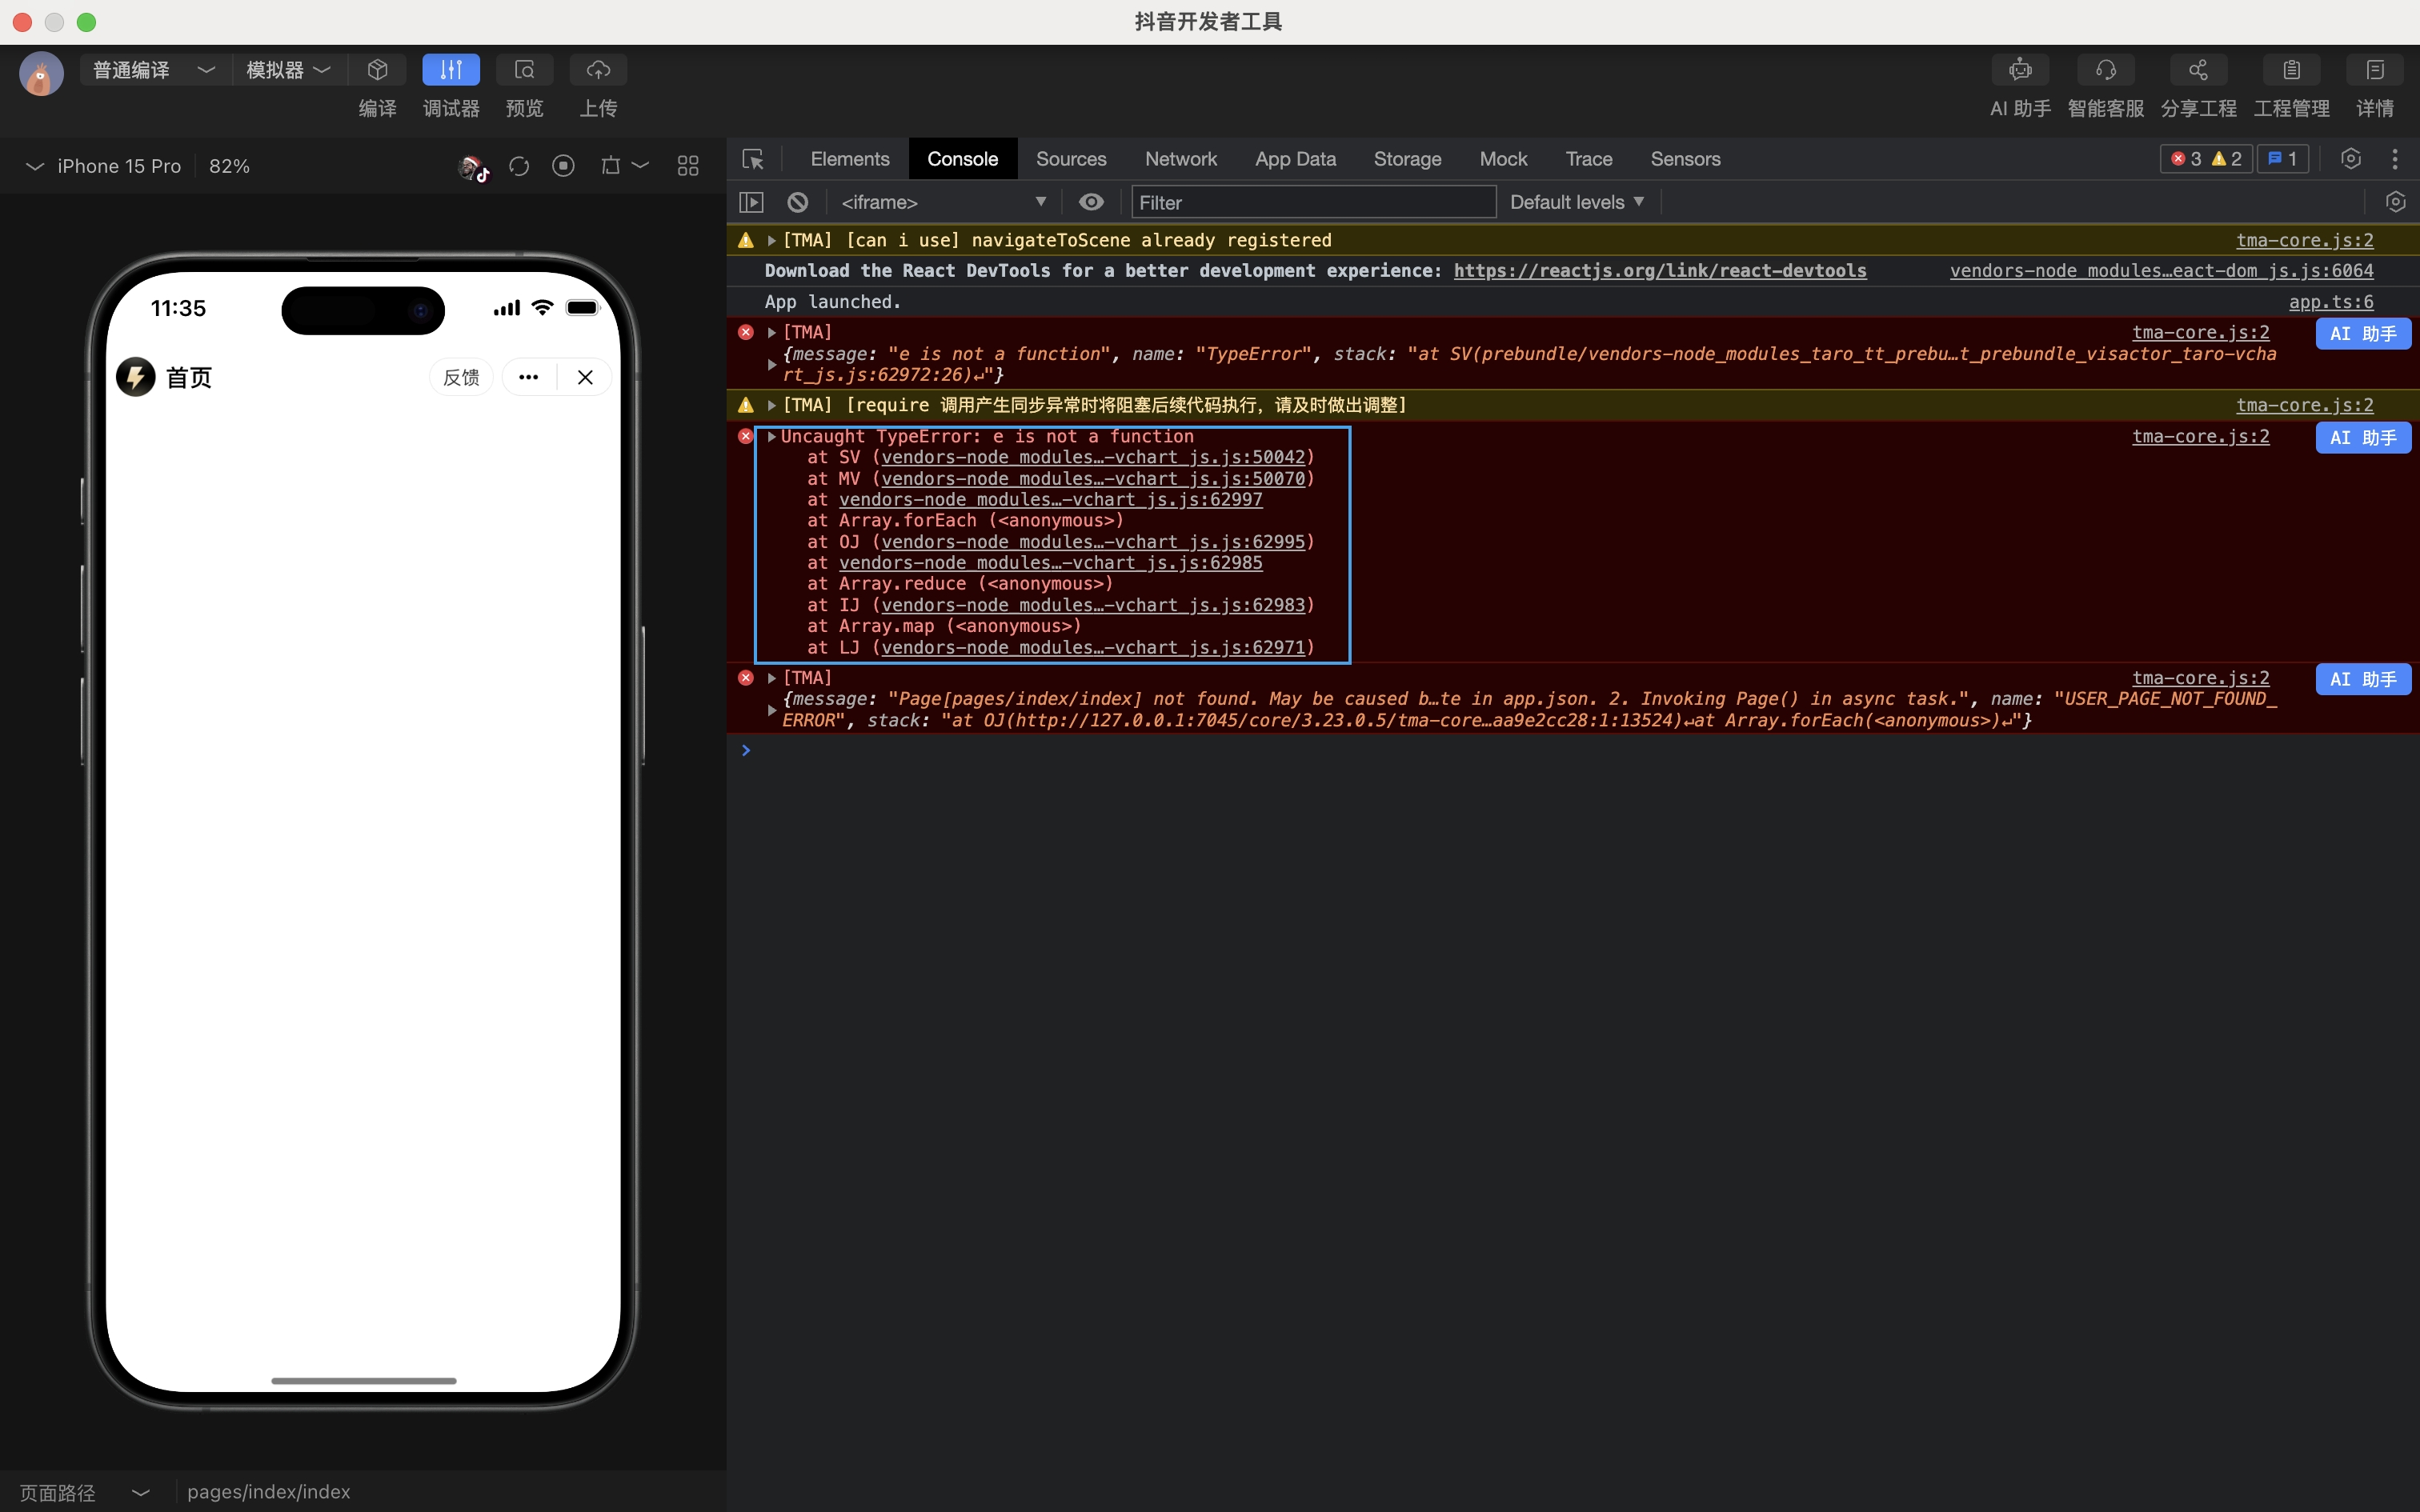 抖音开发者工具
普通编译 模拟器
编译 调试器 预览 上传
AI 助手 智能客服 分享工程 工程管理 详情
iPhone 15 Pro 82%
Elements Console Sources Network App Data Storage Mock Trace Sensors 3 2 1
<iframe> Filter Default levels
11:35
首页 反馈
[TMA] [can i use] navigateToScene already registered tma-core.js:2
Download the React DevTools for a better development experience: https://reactjs.org/link/react-devtools vendors-node_modules…eact-dom_js.js:6064
App launched. app.ts:6
[TMA] tma-core.js:2 AI 助手
{message: "e is not a function", name: "TypeError", stack: "at SV(prebundle/vendors-node_modules_taro_tt_prebu…t_prebundle_visactor_taro-vcha
rt_js.js:62972:26)↵"}
[TMA] [require 调用产生同步异常时将阻塞后续代码执行，请及时做出调整] tma-core.js:2
Uncaught TypeError: e is not a function tma-core.js:2 AI 助手
at SV (vendors-node_modules…-vchart_js.js:50042)
at MV (vendors-node_modules…-vchart_js.js:50070)
at vendors-node_modules…-vchart_js.js:62997
at Array.forEach (<anonymous>)
at OJ (vendors-node_modules…-vchart_js.js:62995)
at vendors-node_modules…-vchart_js.js:62985
at Array.reduce (<anonymous>)
at IJ (vendors-node_modules…-vchart_js.js:62983)
at Array.map (<anonymous>)
at LJ (vendors-node_modules…-vchart_js.js:62971)
[TMA] tma-core.js:2 AI 助手
{message: "Page[pages/index/index] not found. May be caused b…te in app.json. 2. Invoking Page() in async task.", name: "USER_PAGE_NOT_FOUND_
ERROR", stack: "at OJ(http://127.0.0.1:7045/core/3.23.0.5/tma-core…aa9e2cc28:1:13524)↵at Array.forEach(<anonymous>)↵"}
页面路径 pages/index/index